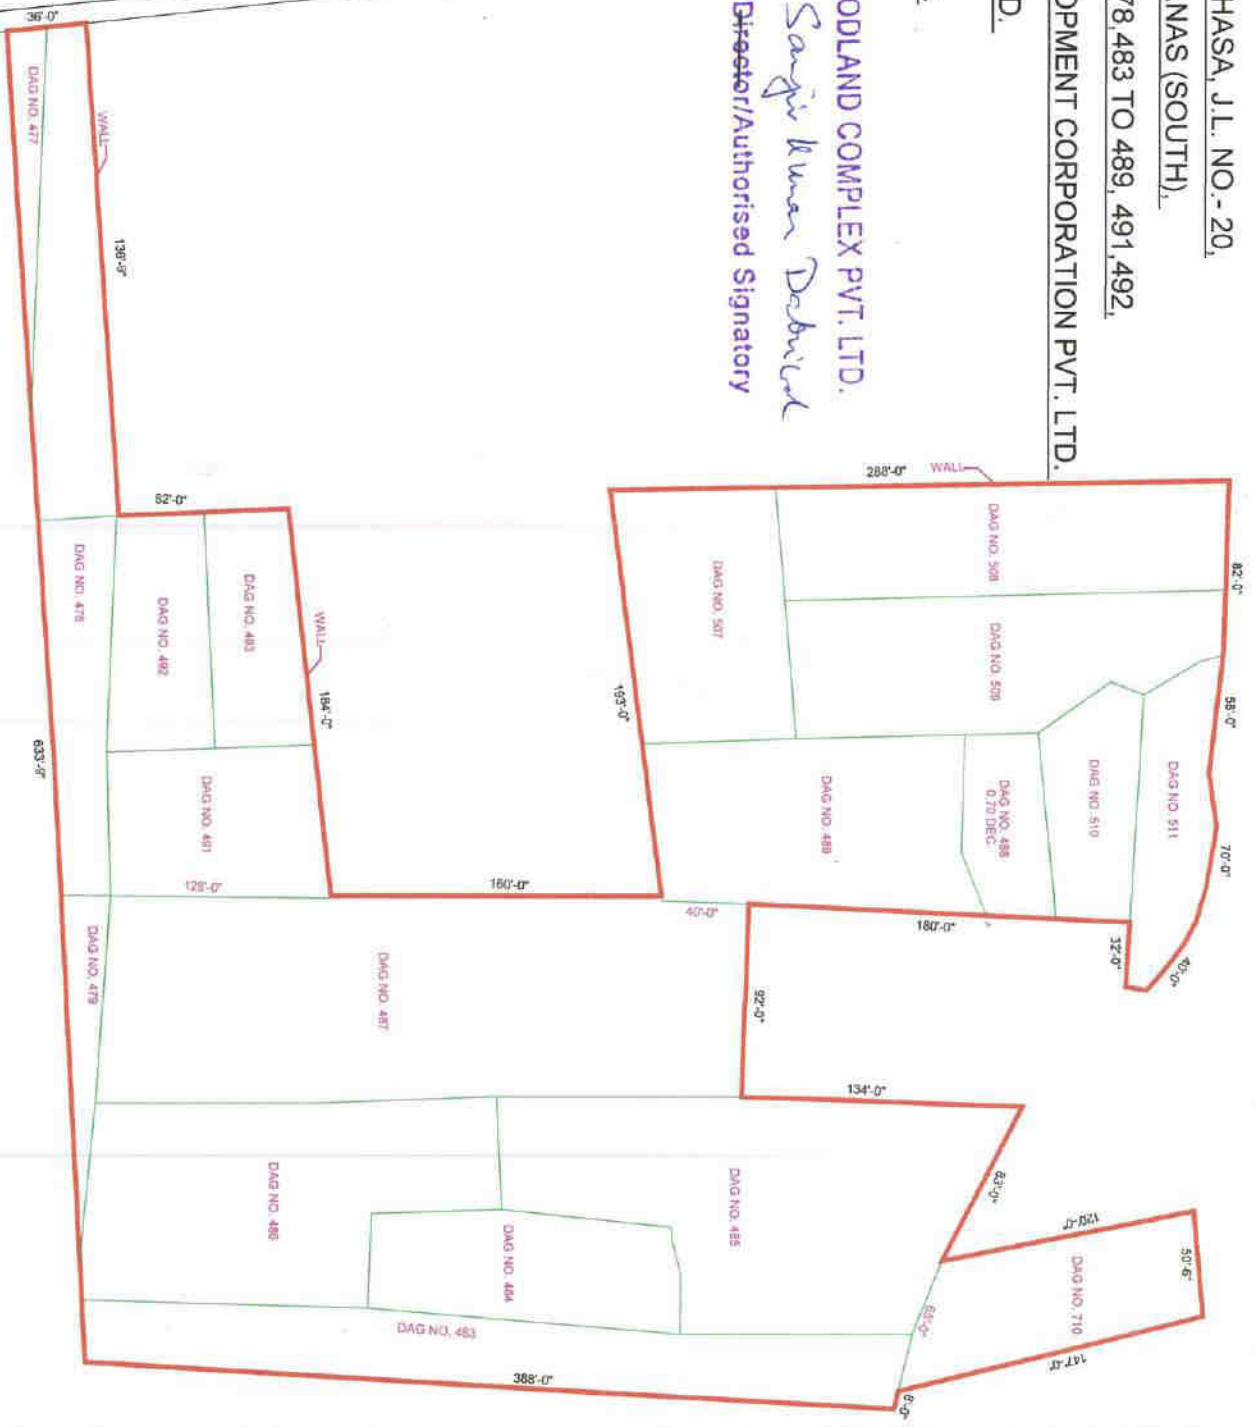 HASA, J.L. NO.- 20,
ANAS (SOUTH),
78,483 TO 489, 491,492,
OPMENT CORPORATION PVT. LTD.
D.
ODLAND COMPLEX PVT. LTD.
Sanjiv Kumar Dabriwal
Director/Authorised Signatory
36'-0"
DAG NO. 477
WALL
136'-9"
82'-0"
DAG NO. 478
DAG NO. 492
DAG NO. 493
WALL
184'-0"
633'-9"
DAG NO. 491
128'-0"
160'-0"
DAG NO. 479
DAG NO. 487
288'-0"
WALL
DAG NO. 508
82'-0"
DAG NO. 507
DAG NO. 509
193'-0"
58'-0"
DAG NO. 511
DAG NO. 510
DAG NO. 488
0.70 DEC.
DAG NO. 489
70'-0"
40'-0"
180'-0"
32'-0"
92'-0"
134'-0"
83'-0"
DAG NO. 486
DAG NO. 485
DAG NO. 484
DAG NO. 483
388'-0"
120'-0"
50'-6"
DAG NO. 710
147'-0"